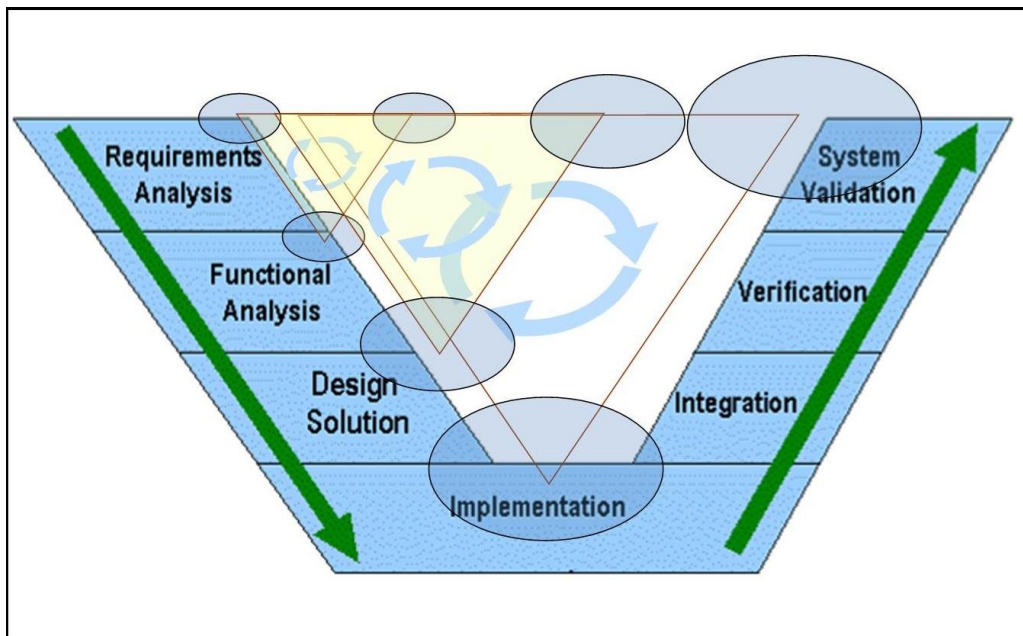 Requirements
Analysis
Functional
Analysis
Design
Solution
Implementation
Integration
Verification
System
Validation